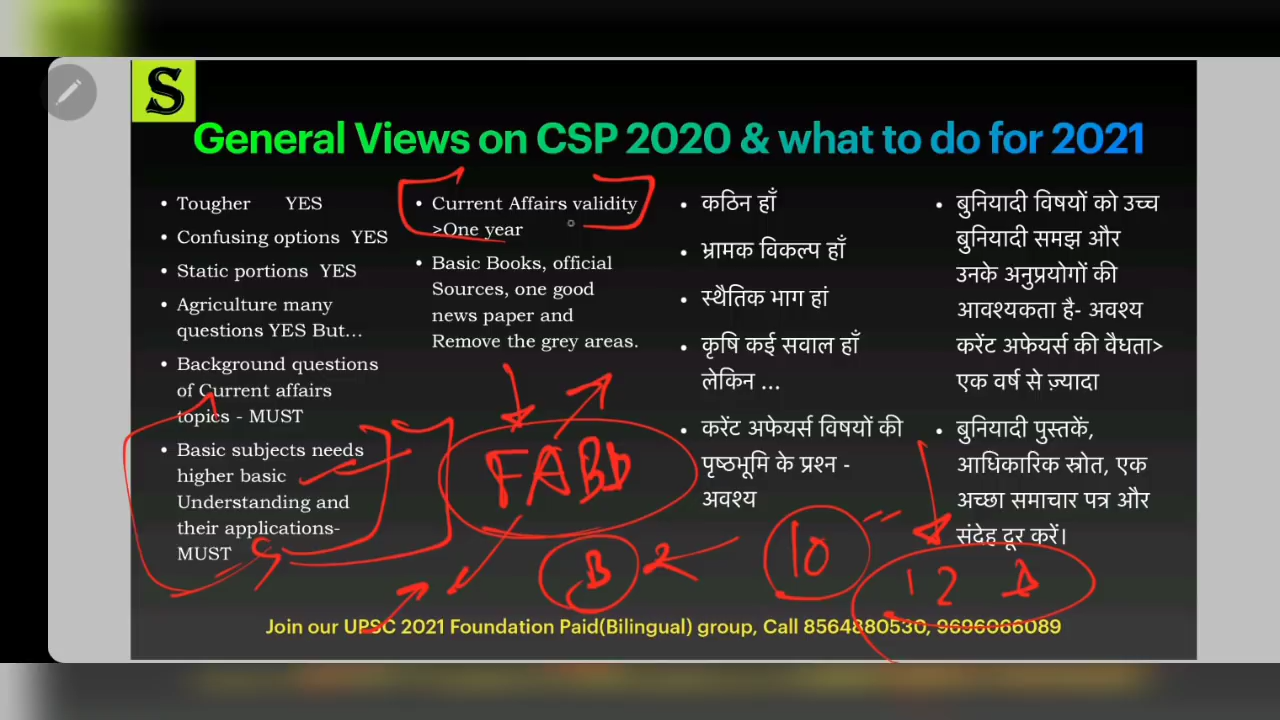 S
General Views on CSP 2020 & what to do for 2021
• Tougher YES
• Confusing options YES
• Static portions YES
• Agriculture many
questions YES But...
• Background questions
of Current affairs
topics - MUST
• Basic subjects needs
higher basic
Understanding and
their applications-
MUST
• Current Affairs validity
>One year
• Basic Books, official
Sources, one good
news paper and
Remove the grey areas.
• कठिन हाँ
• भ्रामक विकल्प हाँ
• स्थैतिक भाग हां
• कृषि कई सवाल हाँ
लेकिन ...
• करेंट अफेयर्स विषयों की
पृष्ठभूमि के प्रश्न -
अवश्य
• बुनियादी विषयों को उच्च
बुनियादी समझ और
उनके अनुप्रयोगों की
आवश्यकता है- अवश्य
करेंट अफेयर्स की वैधता>
एक वर्ष से ज़्यादा
• बुनियादी पुस्तकें,
आधिकारिक स्रोत, एक
अच्छा समाचार पत्र और
संदेह दूर करें।
B
10
12
Join our UPSC 2021 Foundation Paid(Bilingual) group, Call 8564880530, 9696066089